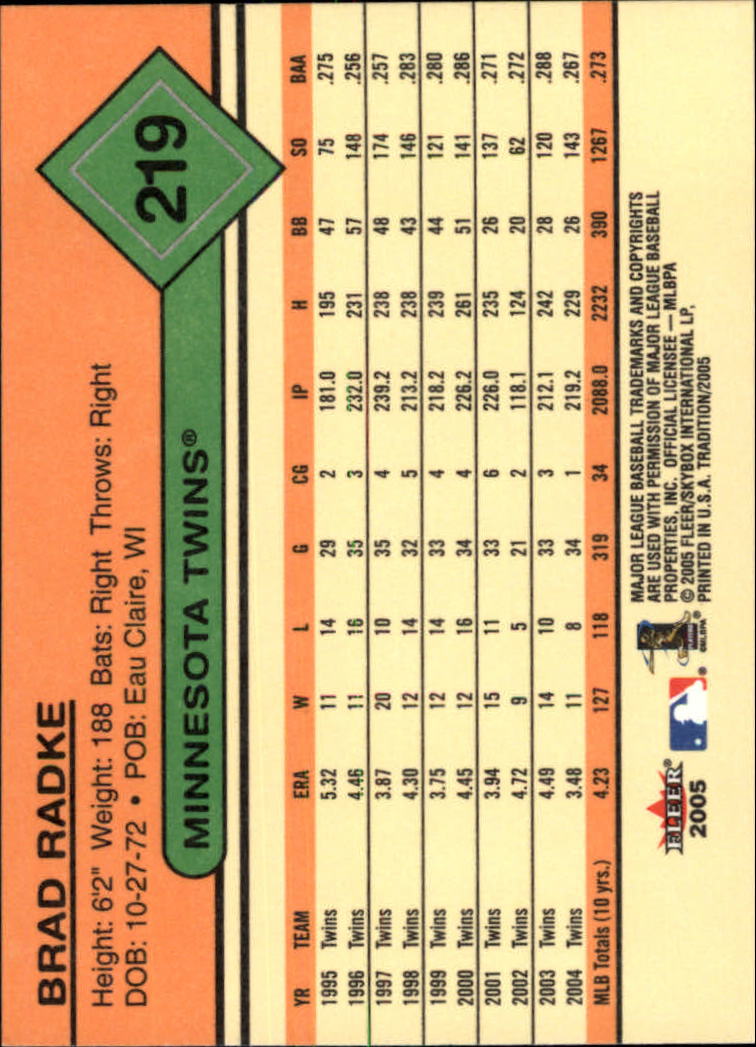 BRAD RADKE
Height: 6'2" Weight: 188 Bats: Right Throws: Right
DOB: 10-27-72 • POB: Eau Claire, WI
219
MINNESOTA TWINS®
YR TEAM ERA W L G CG IP H BB SO BAA
1995 Twins 5.32 11 14 29 2 181.0 195 47 75 .275
1996 Twins 4.46 11 16 35 3 232.0 231 57 148 .256
1997 Twins 3.87 20 10 35 4 239.2 238 48 174 .257
1998 Twins 4.30 12 14 32 5 213.2 238 43 146 .283
1999 Twins 3.75 12 14 33 4 218.2 239 44 121 .280
2000 Twins 4.45 12 16 34 4 226.2 261 51 141 .286
2001 Twins 3.94 15 11 33 6 226.0 235 26 137 .271
2002 Twins 4.72 9 5 21 2 118.1 124 20 62 .272
2003 Twins 4.49 14 10 33 3 212.1 242 28 120 .288
2004 Twins 3.48 11 8 34 1 219.2 229 26 143 .267
MLB Totals (10 yrs.) 4.23 127 118 319 34 2088.0 2232 390 1267 .273
FLEER®
2005
®
©MLBPA
®
MAJOR LEAGUE BASEBALL TRADEMARKS AND COPYRIGHTS
ARE USED WITH PERMISSION OF MAJOR LEAGUE BASEBALL
PROPERTIES, INC. OFFICIAL LICENSEE — MLBPA
© 2005 FLEER/SKYBOX INTERNATIONAL LP,
PRINTED IN U.S.A. TRADITION/2005